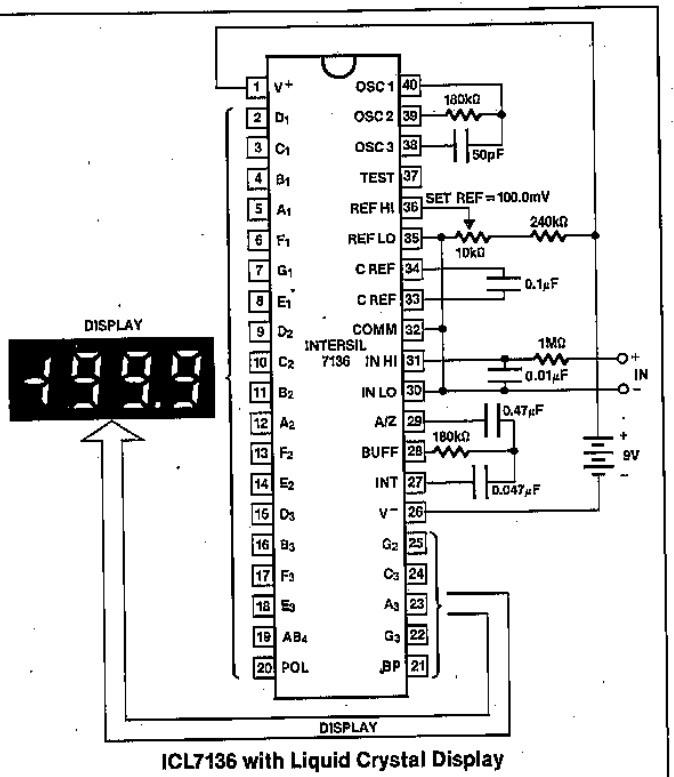 1 V+ OSC 1 40
2 D1 OSC 2 39 180kΩ
3 C1 OSC 3 38 50pF
4 B1 TEST 37
5 A1 REF HI 36 SET REF = 100.0mV
6 F1 REF LO 35 10kΩ 240kΩ
7 G1 C REF 34
8 E1 C REF 33 0.1µF
9 D2 COMM 32
INTERSIL
7136
10 C2 IN HI 31 1MΩ +
0.01µF IN
11 B2 IN LO 30 −
12 A2 A/Z 29 0.47µF
13 F2 BUFF 28 180kΩ
14 E2 INT 27 0.047µF
+
9V
−
15 D3 V− 26
16 B3 G2 25
17 F3 C3 24
18 E3 A3 23
19 AB4 G3 22
20 POL BP 21
DISPLAY
-199.9
DISPLAY
ICL7136 with Liquid Crystal Display